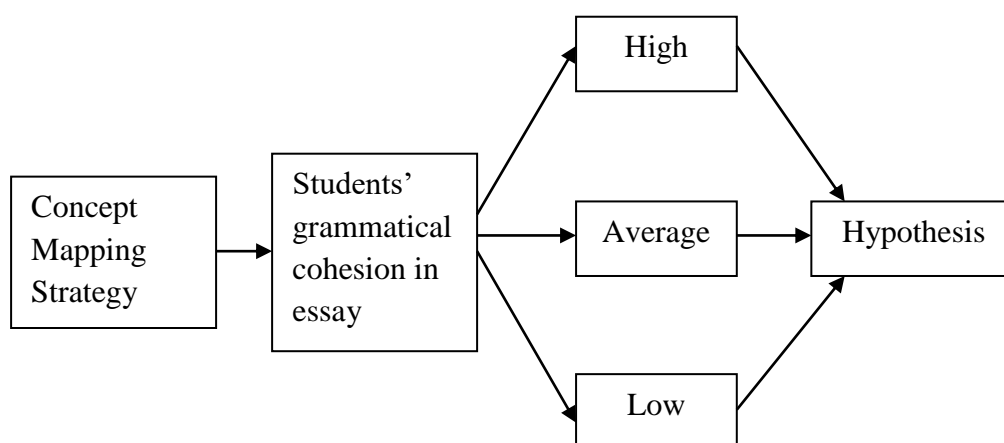 Concept
Mapping
Strategy
Students’
grammatical
cohesion in
essay
High
Average
Low
Hypothesis